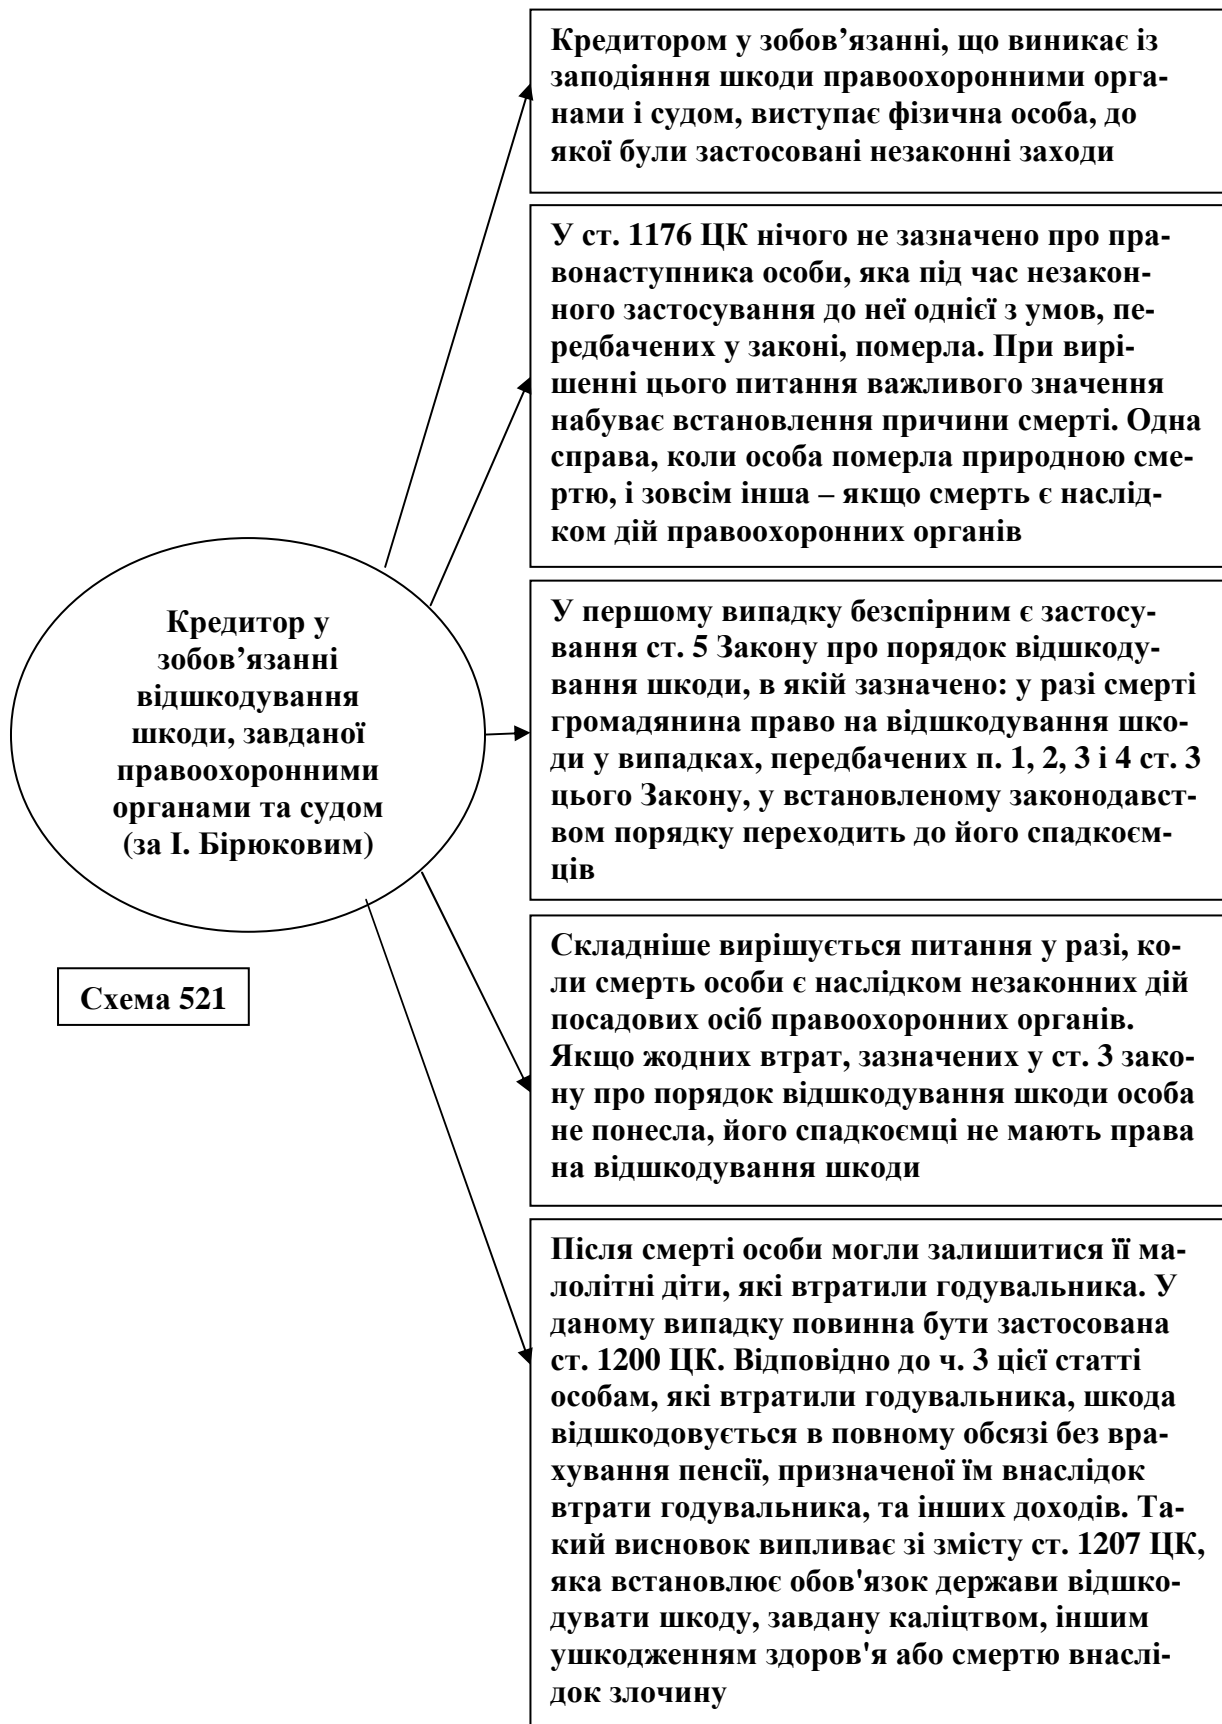 Кредитором у зобов’язанні, що виникає із
заподіяння шкоди правоохоронними орга-
нами і судом, виступає фізична особа, до
якої були застосовані незаконні заходи
У ст. 1176 ЦК нічого не зазначено про пра-
вонаступника особи, яка під час незакон-
ного застосування до неї однієї з умов, пе-
редбачених у законі, померла. При вирі-
шенні цього питання важливого значення
набуває встановлення причини смерті. Одна
справа, коли особа померла природною сме-
ртю, і зовсім інша – якщо смерть є наслід-
ком дій правоохоронних органів
Кредитор у
зобов’язанні
відшкодування
шкоди, завданої
правоохоронними
органами та судом
(за І. Бірюковим)
У першому випадку безспірним є застосу-
вання ст. 5 Закону про порядок відшкоду-
вання шкоди, в якій зазначено: у разі смерті
громадянина право на відшкодування шко-
ди у випадках, передбачених п. 1, 2, 3 і 4 ст. 3
цього Закону, у встановленому законодавст-
вом порядку переходить до його спадкоєм-
ців
Схема 521
Складніше вирішується питання у разі, ко-
ли смерть особи є наслідком незаконних дій
посадових осіб правоохоронних органів.
Якщо жодних втрат, зазначених у ст. 3 зако-
ну про порядок відшкодування шкоди особа
не понесла, його спадкоємці не мають права
на відшкодування шкоди
Після смерті особи могли залишитися її ма-
лолітні діти, які втратили годувальника. У
даному випадку повинна бути застосована
ст. 1200 ЦК. Відповідно до ч. 3 цієї статті
особам, які втратили годувальника, шкода
відшкодовується в повному обсязі без вра-
хування пенсії, призначеної їм внаслідок
втрати годувальника, та інших доходів. Та-
кий висновок випливає зі змісту ст. 1207 ЦК,
яка встановлює обов'язок держави відшко-
дувати шкоду, завдану каліцтвом, іншим
ушкодженням здоров'я або смертю внаслі-
док злочину